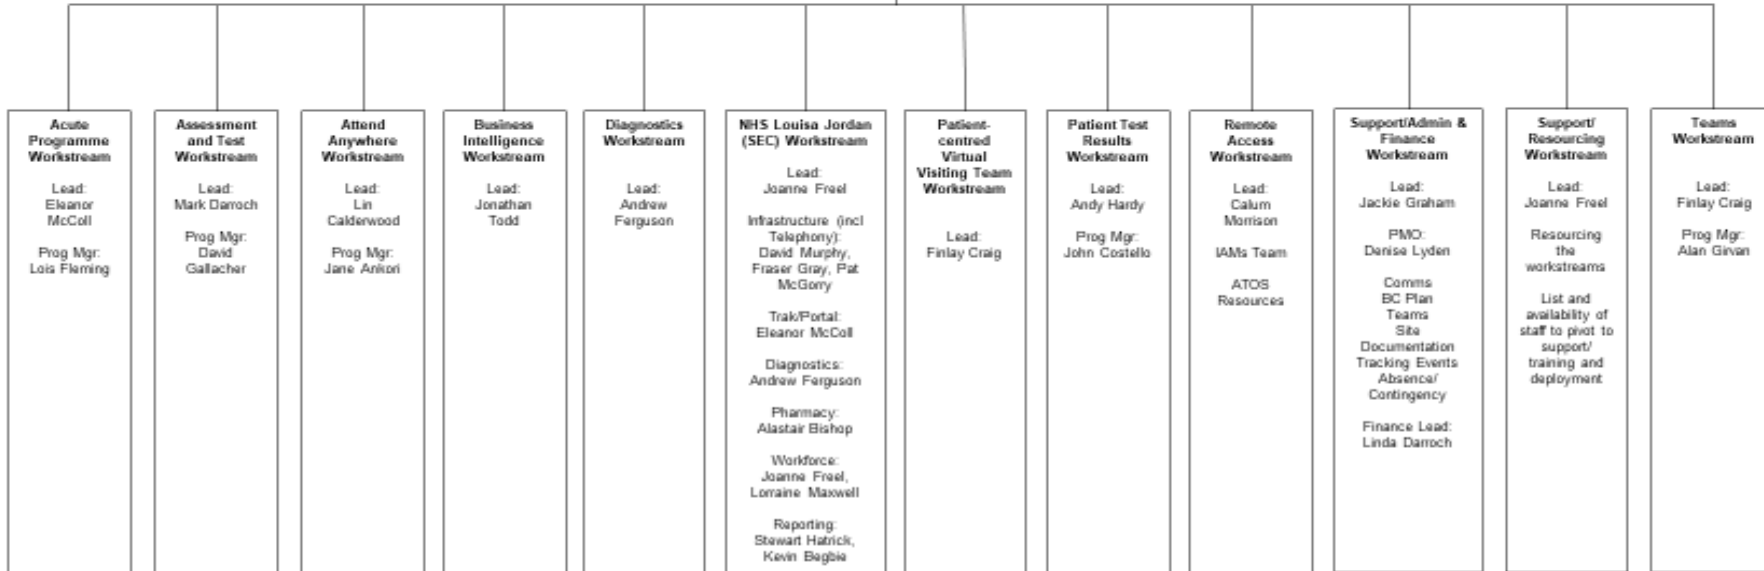 Acute
Programme
Workstream
Lead:
Eleanor
McColl
Prog Mgr:
Lois Fleming
Assessment
and Test
Workstream
Lead:
Mark Darroch
Prog Mgr:
David
Gallacher
Attend
Anywhere
Workstream
Lead:
Lin
Calderwood
Prog Mgr:
Jane Ankori
Business
Intelligence
Workstream
Lead:
Jonathan
Todd
Diagnostics
Workstream
Lead:
Andrew
Ferguson
NHS Louisa Jordan
(SEC) Workstream
Lead:
Joanne Freel
Infrastructure (incl
Telephony):
David Murphy,
Fraser Gray, Pat
McGorry
Trak/Portal:
Eleanor McColl
Diagnostics:
Andrew Ferguson
Pharmacy:
Alastair Bishop
Workforce:
Joanne Freel,
Lorraine Maxwell
Reporting:
Stewart Hatrick,
Kevin Begbie
Patient-
centred
Virtual
Visiting Team
Workstream
Lead:
Finlay Craig
Patient Test
Results
Workstream
Lead:
Andy Hardy
Prog Mgr:
John Costello
Remote
Access
Workstream
Lead:
Calum
Morrison
IAMs Team
ATOS
Resources
Support/Admin &
Finance
Workstream
Lead:
Jackie Graham
PMO:
Denise Lyden
Comms
BC Plan
Teams
Site
Documentation
Tracking Events
Absence/
Contingency
Finance Lead:
Linda Darroch
Support/
Resourcing
Workstream
Lead:
Joanne Freel
Resourcing
the
workstreams
List and
availability of
staff to pivot to
support/
training and
deployment
Teams
Workstream
Lead:
Finlay Craig
Prog Mgr:
Alan Girvan